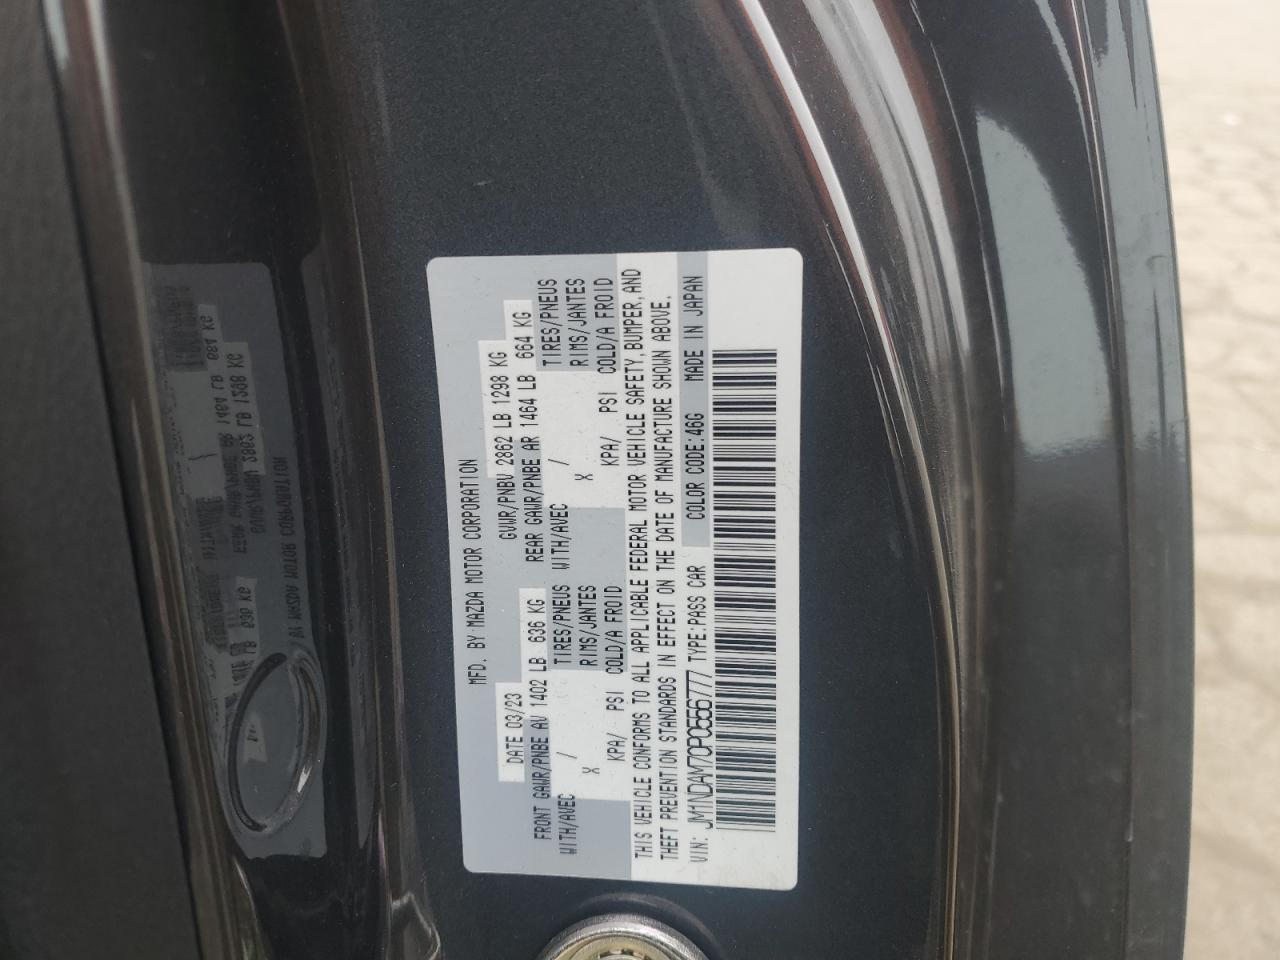 MFD. BY MAZDA MOTOR CORPORATION
DATE 03/23 GVWR/PNBV 2862 LB 1298 KG
FRONT GAWR/PNBE AV 1402 LB 636 KG REAR GAWR/PNBE AR 1464 LB 664 KG
WITH/AVEC / TIRES/PNEUS WITH/AVEC / TIRES/PNEUS
X RIMS/JANTES X RIMS/JANTES
KPA/ PSI COLD/A FROID KPA/ PSI COLD/A FROID
THIS VEHICLE CONFORMS TO ALL APPLICABLE FEDERAL MOTOR VEHICLE SAFETY, BUMPER, AND
THEFT PREVENTION STANDARDS IN EFFECT ON THE DATE OF MANUFACTURE SHOWN ABOVE.
VIN: JM1NDAM70P0556777 TYPE:PASS CAR COLOR CODE:46G MADE IN JAPAN